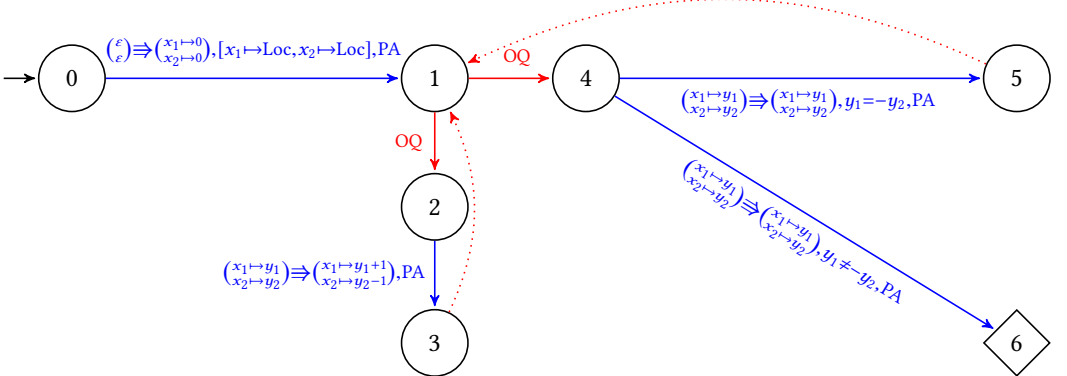 (ε ε)⇛(x₁↦0 x₂↦0),[x₁↦Loc,x₂↦Loc],PA
0
1
OQ
4
5
(x₁↦y₁ x₂↦y₂)⇛(x₁↦y₁ x₂↦y₂),y₁=−y₂,PA
OQ
(x₁↦y₁ x₂↦y₂)⇛(x₁↦y₁ x₂↦y₂),y₁≠−y₂,PA
2
(x₁↦y₁ x₂↦y₂)⇛(x₁↦y₁+1 x₂↦y₂−1),PA
3
6